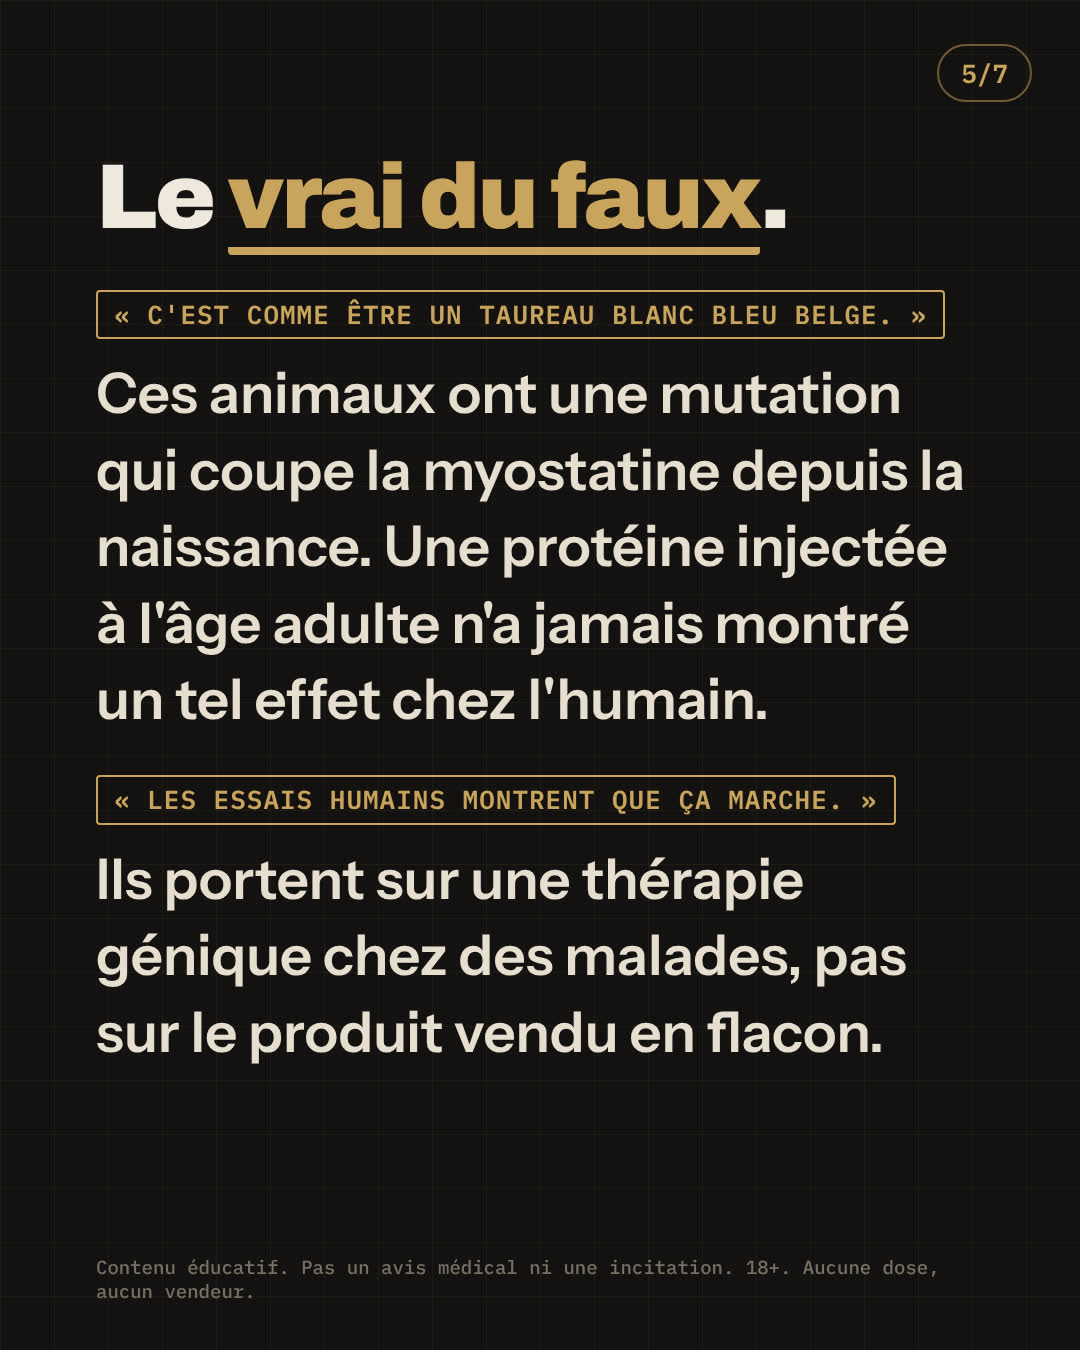 5/7
Le vrai du faux.
« C'EST COMME ÊTRE UN TAUREAU BLANC BLEU BELGE. »
Ces animaux ont une mutation
qui coupe la myostatine depuis la
naissance. Une protéine injectée
à l'âge adulte n'a jamais montré
un tel effet chez l'humain.
« LES ESSAIS HUMAINS MONTRENT QUE ÇA MARCHE. »
Ils portent sur une thérapie
génique chez des malades, pas
sur le produit vendu en flacon.
Contenu éducatif. Pas un avis médical ni une incitation. 18+. Aucune dose,
aucun vendeur.